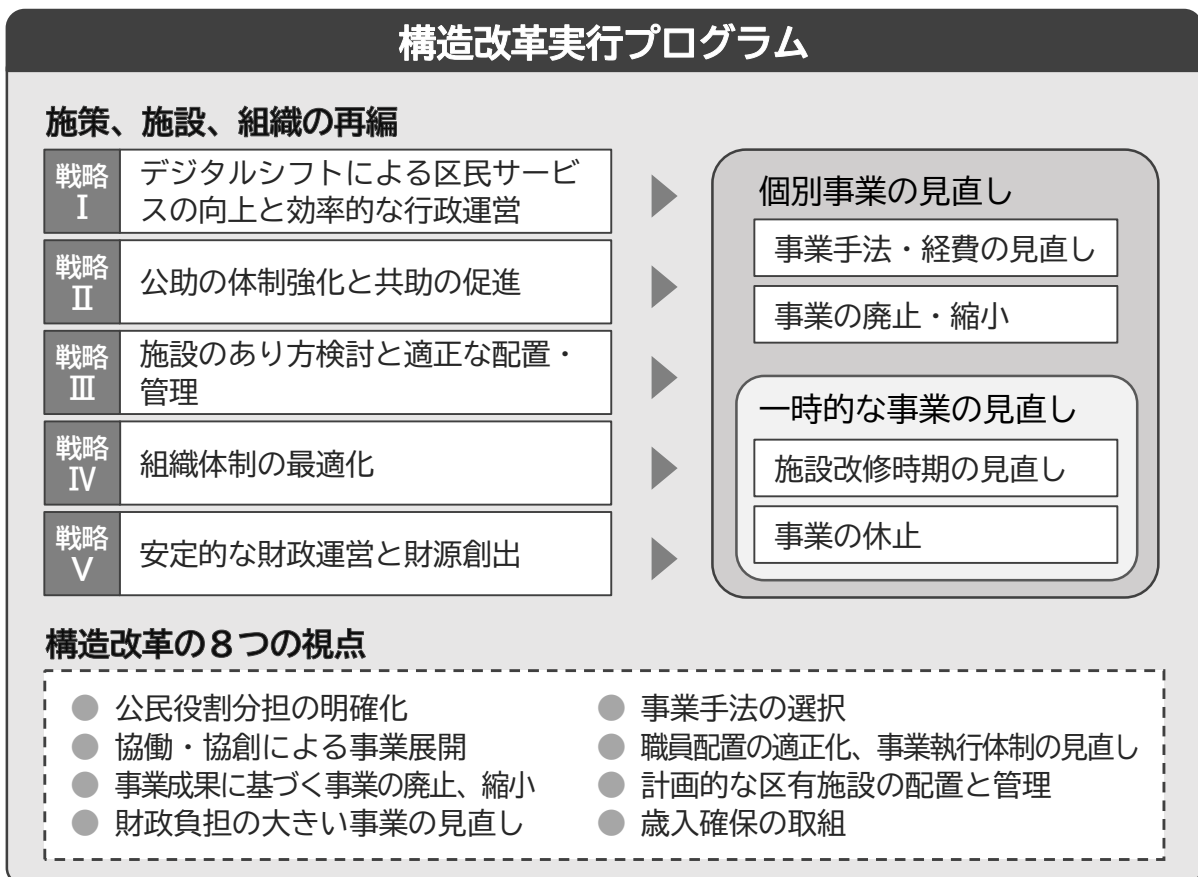 構造改革実行プログラム
施策、施設、組織の再編
戦略
Ⅰ
デジタルシフトによる区民サービ
スの向上と効率的な行政運営
戦略
Ⅱ
公助の体制強化と共助の促進
戦略
Ⅲ
施設のあり方検討と適正な配置・
管理
戦略
Ⅳ
組織体制の最適化
戦略
Ⅴ
安定的な財政運営と財源創出
個別事業の見直し
事業手法・経費の見直し
事業の廃止・縮小
一時的な事業の見直し
施設改修時期の見直し
事業の休止
構造改革の8つの視点
● 公民役割分担の明確化
● 協働・協創による事業展開
● 事業成果に基づく事業の廃止、縮小
● 財政負担の大きい事業の見直し
● 事業手法の選択
● 職員配置の適正化、事業執行体制の見直し
● 計画的な区有施設の配置と管理
● 歳入確保の取組